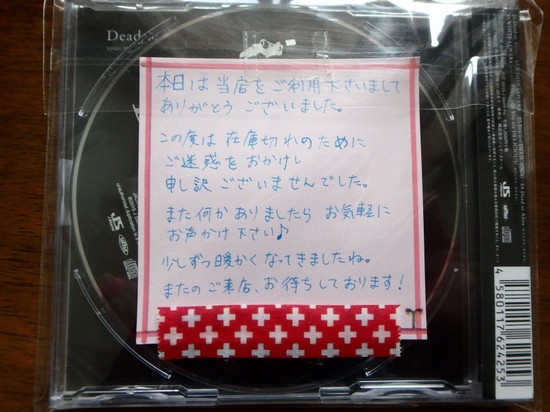 Dead
本日は当店をご利用下さいまして
ありがとうございました。
この度は在庫切れのために
ご迷惑をおかけし
申し訳ございませんでした。
また何かありましたら お気軽に
お声かけ下さい♪
少しずつ暖かくなってきましたね。
またのご来店、お待ちしております!
4 580117 624253